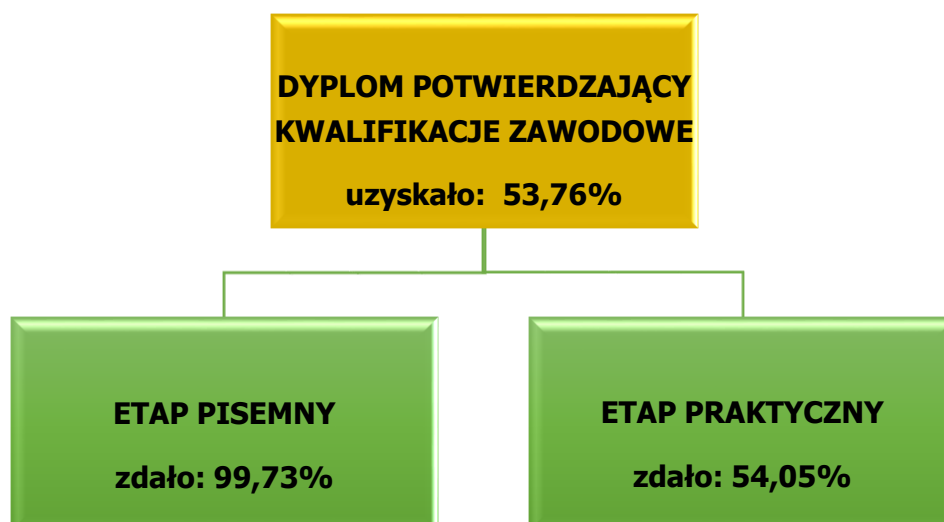 DYPLOM POTWIERDZAJĄCY
KWALIFIKACJE ZAWODOWE
uzyskało: 53,76%
ETAP PISEMNY
zdało: 99,73%
ETAP PRAKTYCZNY
zdało: 54,05%